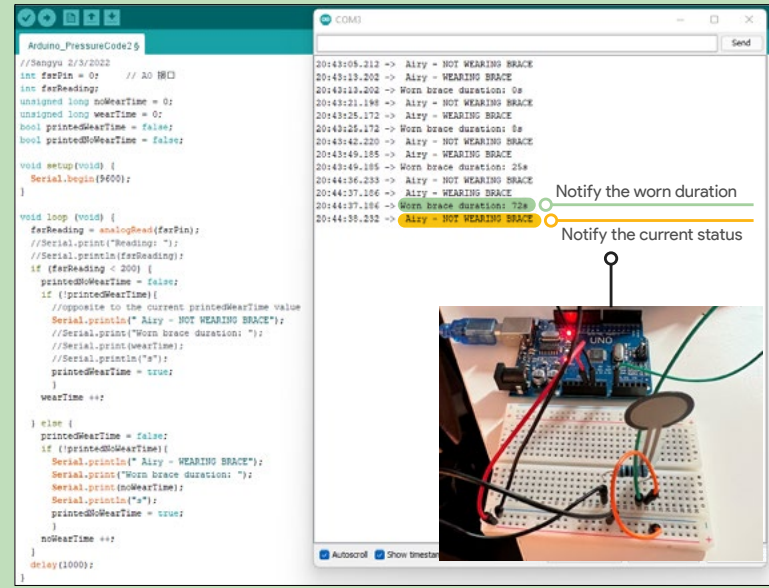 COM3
Send
Arduino_PressureCode2 §
//Sangyu 2/3/2022
int fsrPin = 0; // A0 接口
int fsrReading;
unsigned long noWearTime = 0;
unsigned long wearTime = 0;
bool printedWearTime = false;
bool printedNoWearTime = false;
void setup(void) {
Serial.begin(9600);
}
void loop (void) {
fsrReading = analogRead(fsrPin);
//Serial.print("Reading: ");
//Serial.println(fsrReading);
if (fsrReading < 200) {
printedNoWearTime = false;
if (!printedWearTime){
//opposite to the current printedWearTime value
Serial.println(" Airy - NOT WEARING BRACE");
//Serial.print("Worn brace duration: ");
//Serial.print(wearTime);
//Serial.println("s");
printedWearTime = true;
}
wearTime ++;
} else {
printedWearTime = false;
if (!printedNoWearTime){
Serial.println(" Airy - WEARING BRACE");
Serial.print("Worn brace duration: ");
Serial.print(noWearTime);
Serial.println("s");
printedNoWearTime = true;
}
noWearTime ++;
}
delay(1000);
}
20:43:05.212 -> Airy - NOT WEARING BRACE
20:43:13.202 -> Airy - WEARING BRACE
20:43:13.202 -> Worn brace duration: 0s
20:43:21.198 -> Airy - NOT WEARING BRACE
20:43:25.172 -> Airy - WEARING BRACE
20:43:25.172 -> Worn brace duration: 8s
20:43:42.220 -> Airy - NOT WEARING BRACE
20:43:49.185 -> Airy - WEARING BRACE
20:43:49.185 -> Worn brace duration: 25s
20:44:36.233 -> Airy - NOT WEARING BRACE
20:44:37.186 -> Airy - WEARING BRACE
20:44:37.186 -> Worn brace duration: 72s
20:44:38.232 -> Airy - NOT WEARING BRACE
Notify the worn duration
Notify the current status
UNO
Autoscroll Show timestam